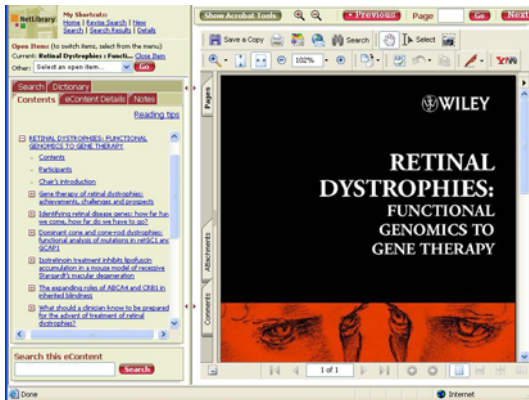 NetLibrary
My Shortcuts:
Home | Revise Search | New
Search | Search Results | Details
Open Items (to switch items, select from the menu)
Current: Retinal Dystrophies : Functi... Close Item
Other: Select an open item... Go
Search Dictionary
Contents eContent Details Notes
Reading tips
RETINAL DYSTROPHIES: FUNCTIONAL
GENOMICS TO GENE THERAPY
Contents
Participants
Chair's introduction
Gene therapy of retinal dystrophies:
achievements, challenges and prospects
Identifying retinal disease genes: how far hav
we come, how far do we have to go?
Dominant cone and cone-rod dystrophies:
functional analysis of mutations in retGC1 and
GCAP1
Isotretinoin treatment inhibits lipofuscin
accumulation in a mouse model of recessive
Stargardt's macular degeneration
The expanding roles of ABCA4 and CRB1 in
inherited blindness
What should a clinician know to be prepared
for the advent of treatment of retinal
dystrophies?
Search this eContent
Search
Show Acrobat Tools Previous Page Go Next
Save a Copy Search Select
102%
Pages
Attachments
Comments
WILEY
RETINAL
DYSTROPHIES:
FUNCTIONAL
GENOMICS TO
GENE THERAPY
1 of 1
Done Internet